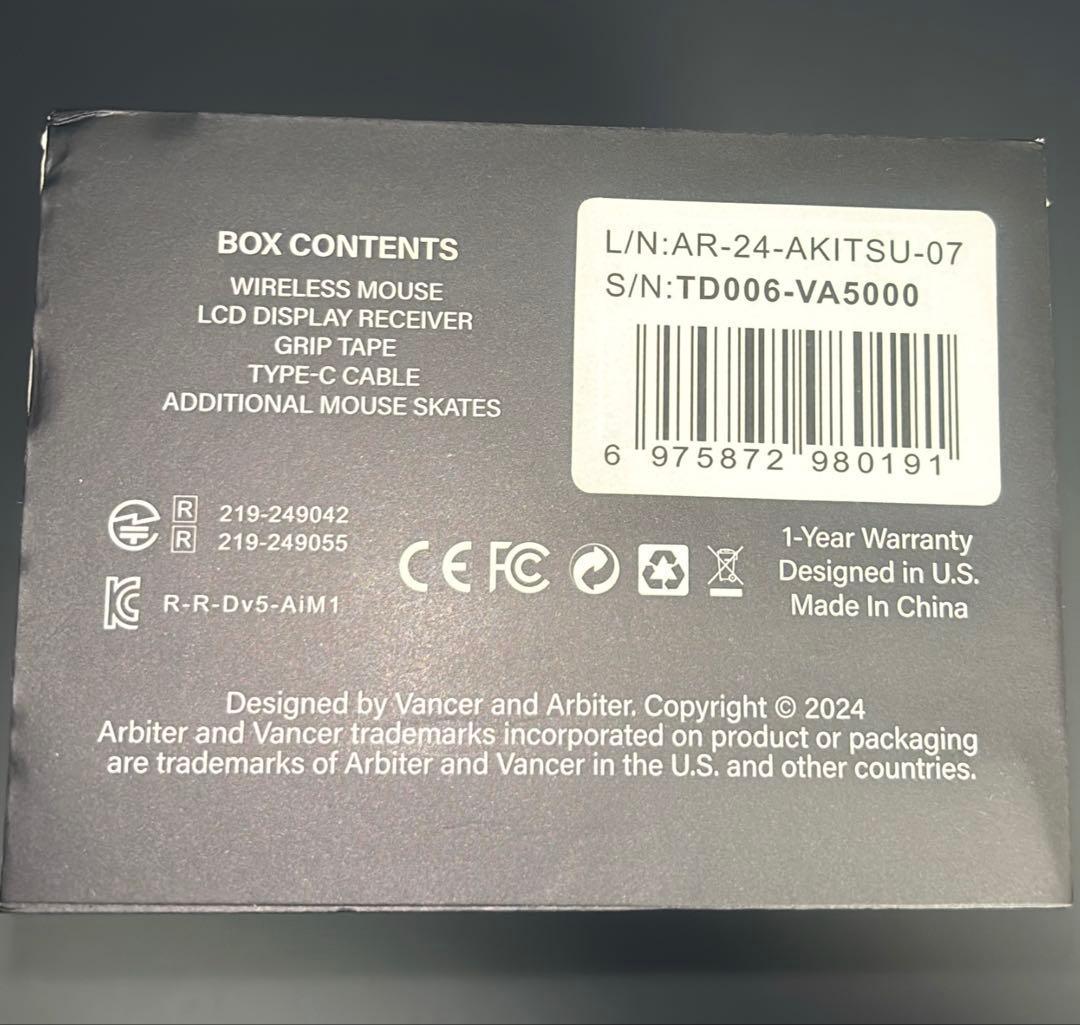 BOX CONTENTS
WIRELESS MOUSE
LCD DISPLAY RECEIVER
GRIP TAPE
TYPE-C CABLE
ADDITIONAL MOUSE SKATES
L/N:AR-24-AKITSU-07
S/N:TD006-VA5000
6 975872 980191
R 219-249042
R 219-249055
R-R-Dv5-AiM1
CE FC
1-Year Warranty
Designed in U.S.
Made In China
Designed by Vancer and Arbiter. Copyright © 2024
Arbiter and Vancer trademarks incorporated on product or packaging
are trademarks of Arbiter and Vancer in the U.S. and other countries.